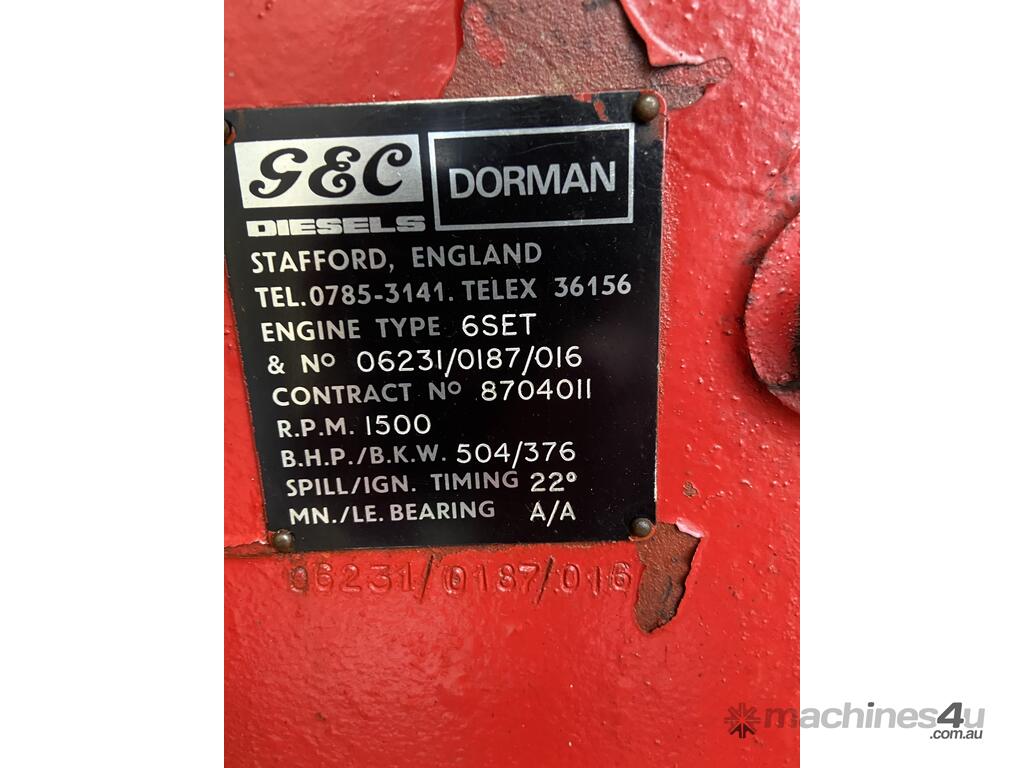 GEC
DIESELS
DORMAN
STAFFORD, ENGLAND
TEL.0785-3141. TELEX 36156
ENGINE TYPE 6SET
& Nº 06231/0187/016
CONTRACT Nº 8704011
R.P.M. 1500
B.H.P./B.K.W. 504/376
SPILL/IGN. TIMING 22º
MN./LE. BEARING A/A
06231/0187/016
machines4u
.com.au